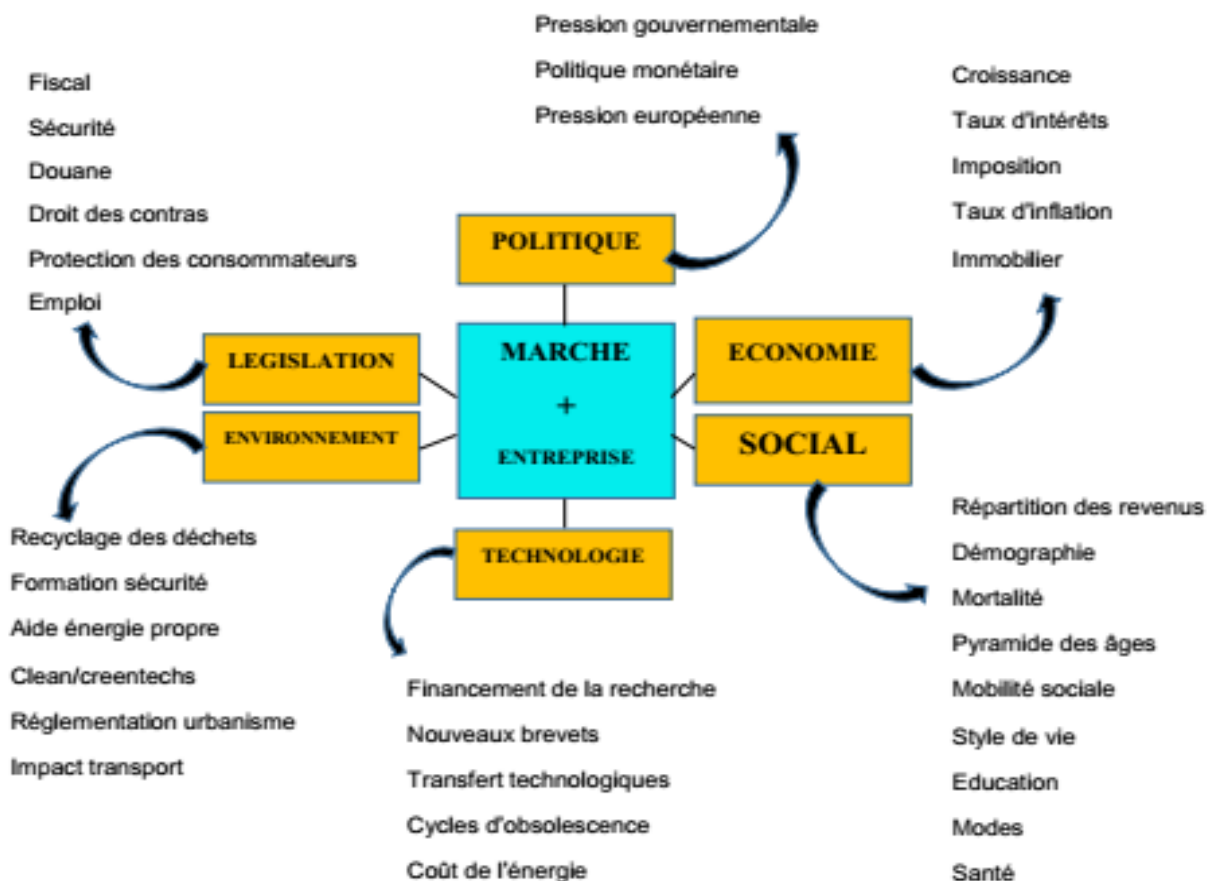 Pression gouvernementale
Politique monétaire
Pression européenne
Fiscal
Sécurité
Douane
Droit des contras
Protection des consommateurs
Emploi
Croissance
Taux d'intérêts
Imposition
Taux d'inflation
Immobilier
POLITIQUE
LÉGISLATION
MARCHE
+
ENTREPRISE
ECONOMIE
ENVIRONNEMENT
SOCIAL
TECHNOLOGIE
Recyclage des déchets
Formation sécurité
Aide énergie propre
Clean/creentechs
Réglementation urbanisme
Impact transport
Financement de la recherche
Nouveaux brevets
Transfert technologiques
Cycles d'obsolescence
Coût de l'énergie
Répartition des revenus
Démographie
Mortalité
Pyramide des âges
Mobilité sociale
Style de vie
Education
Modes
Santé